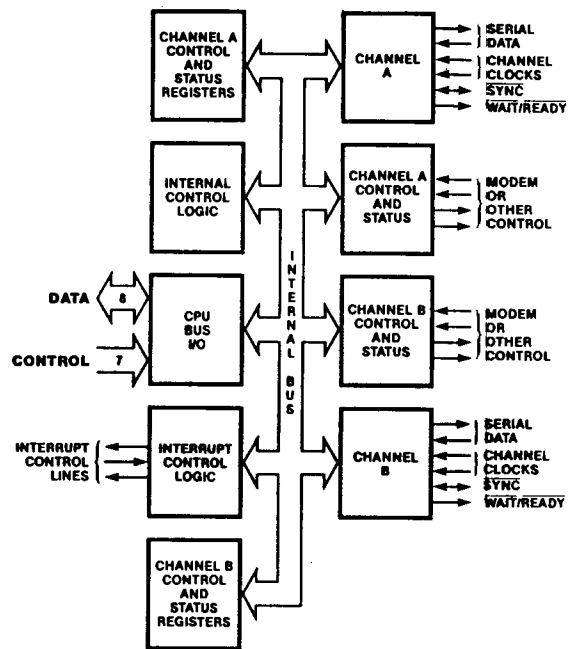 CHANNEL A
CONTROL
AND
STATUS
REGISTERS
CHANNEL
A
SERIAL
DATA
CHANNEL
CLOCKS
SYNC
WAIT/READY
INTERNAL
CONTROL
LOGIC
CHANNEL A
CONTROL
AND
STATUS
MODEM
OR
OTHER
CONTROL
INTERNAL BUS
DATA
8
CONTROL
7
CPU
BUS
I/O
CHANNEL B
CONTROL
AND
STATUS
MODEM
OR
OTHER
CONTROL
INTERRUPT
CONTROL
LINES
INTERRUPT
CONTROL
LOGIC
CHANNEL
B
SERIAL
DATA
CHANNEL
CLOCKS
SYNC
WAIT/READY
CHANNEL B
CONTROL
AND
STATUS
REGISTERS